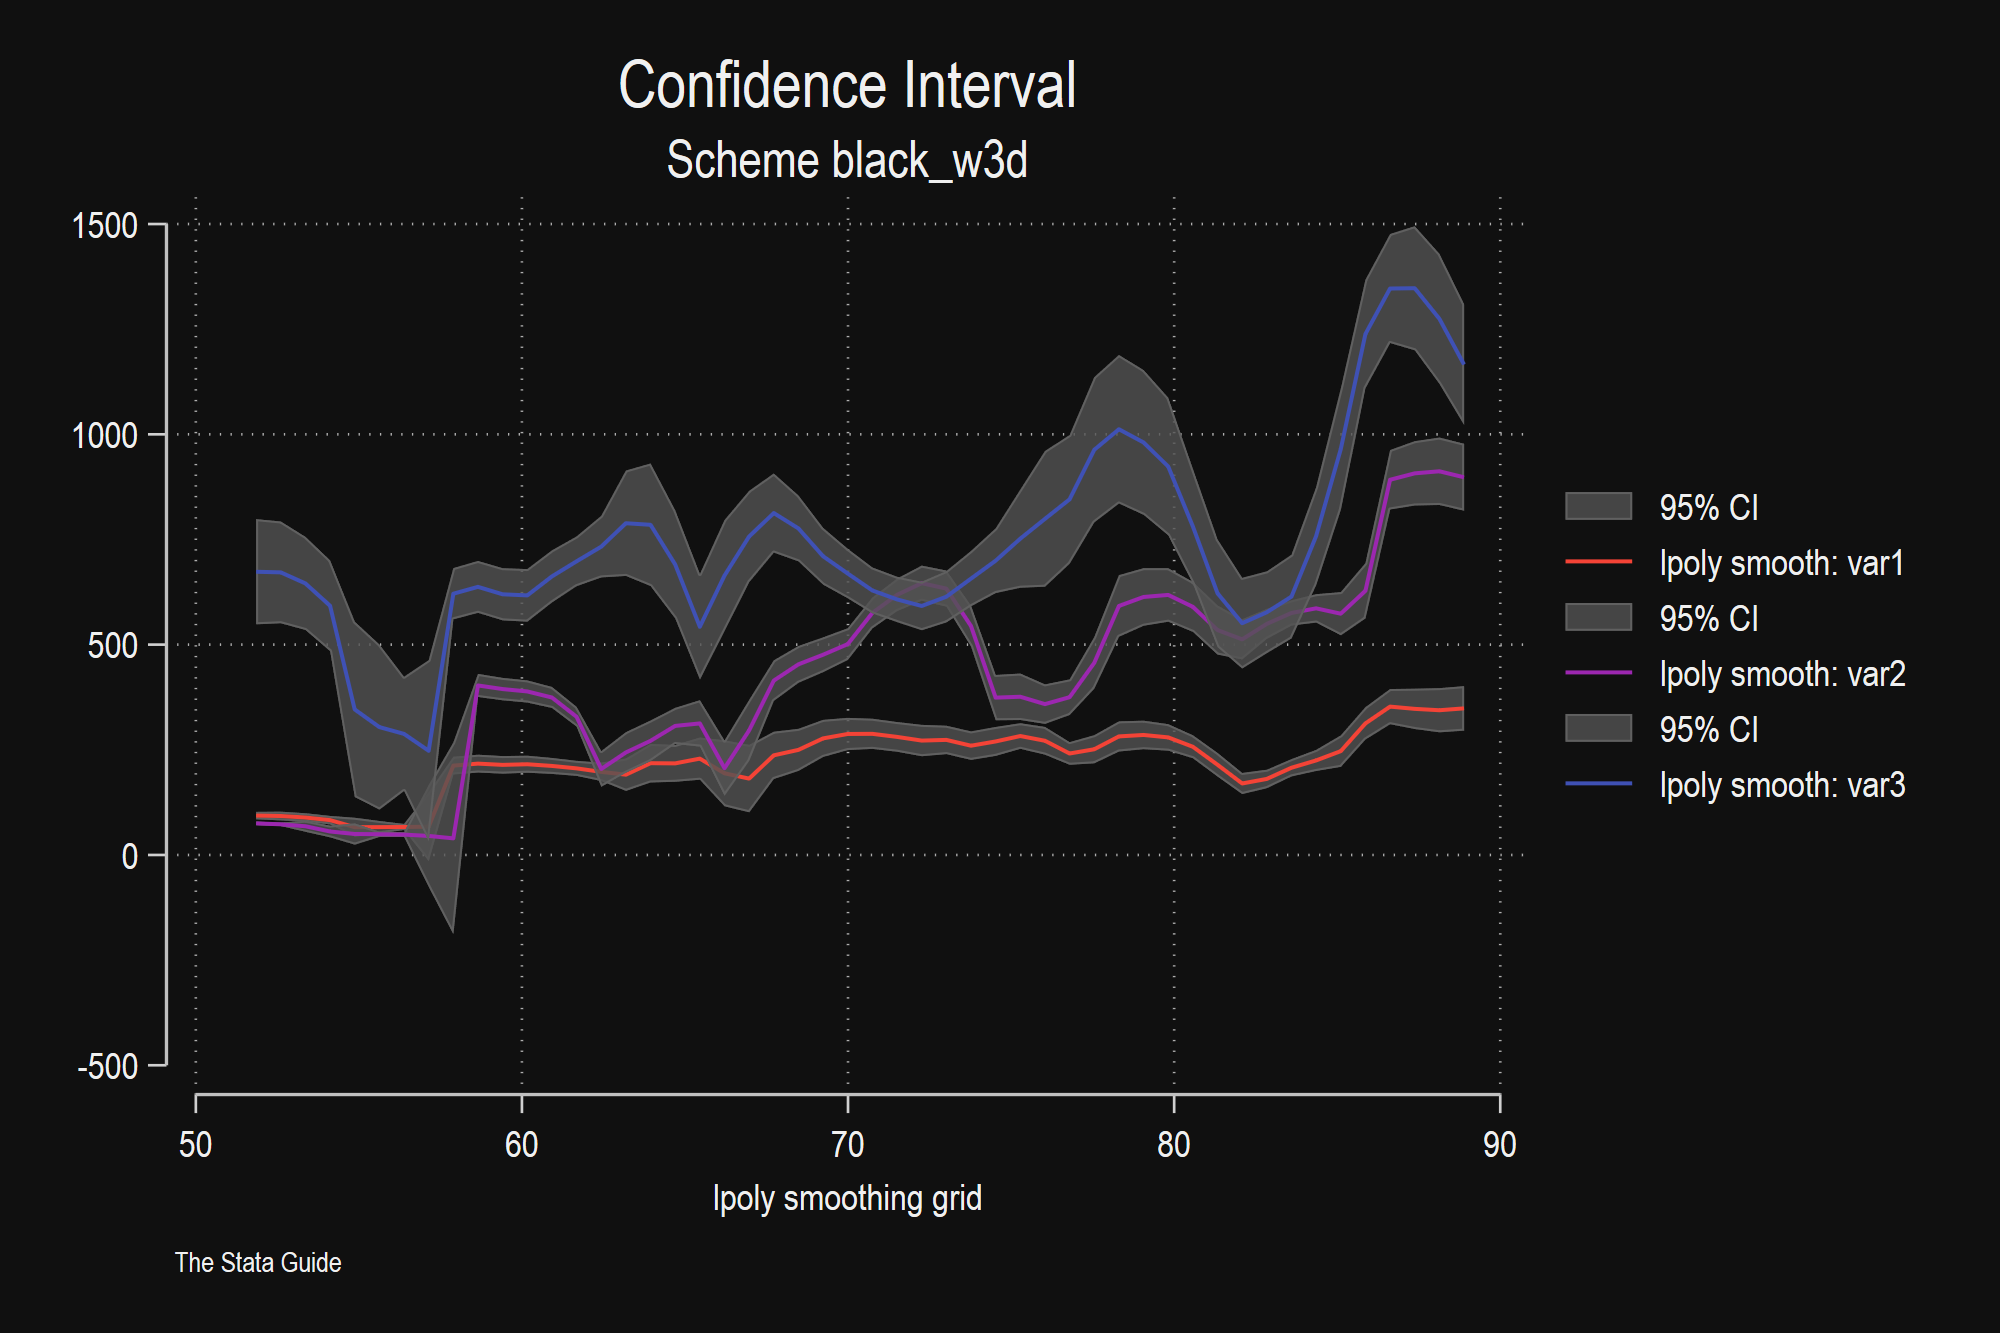 Confidence Interval
Scheme black_w3d
1500
1000
500
0
-500
50 60 70 80 90
lpoly smoothing grid
95% CI
lpoly smooth: var1
95% CI
lpoly smooth: var2
95% CI
lpoly smooth: var3
The Stata Guide